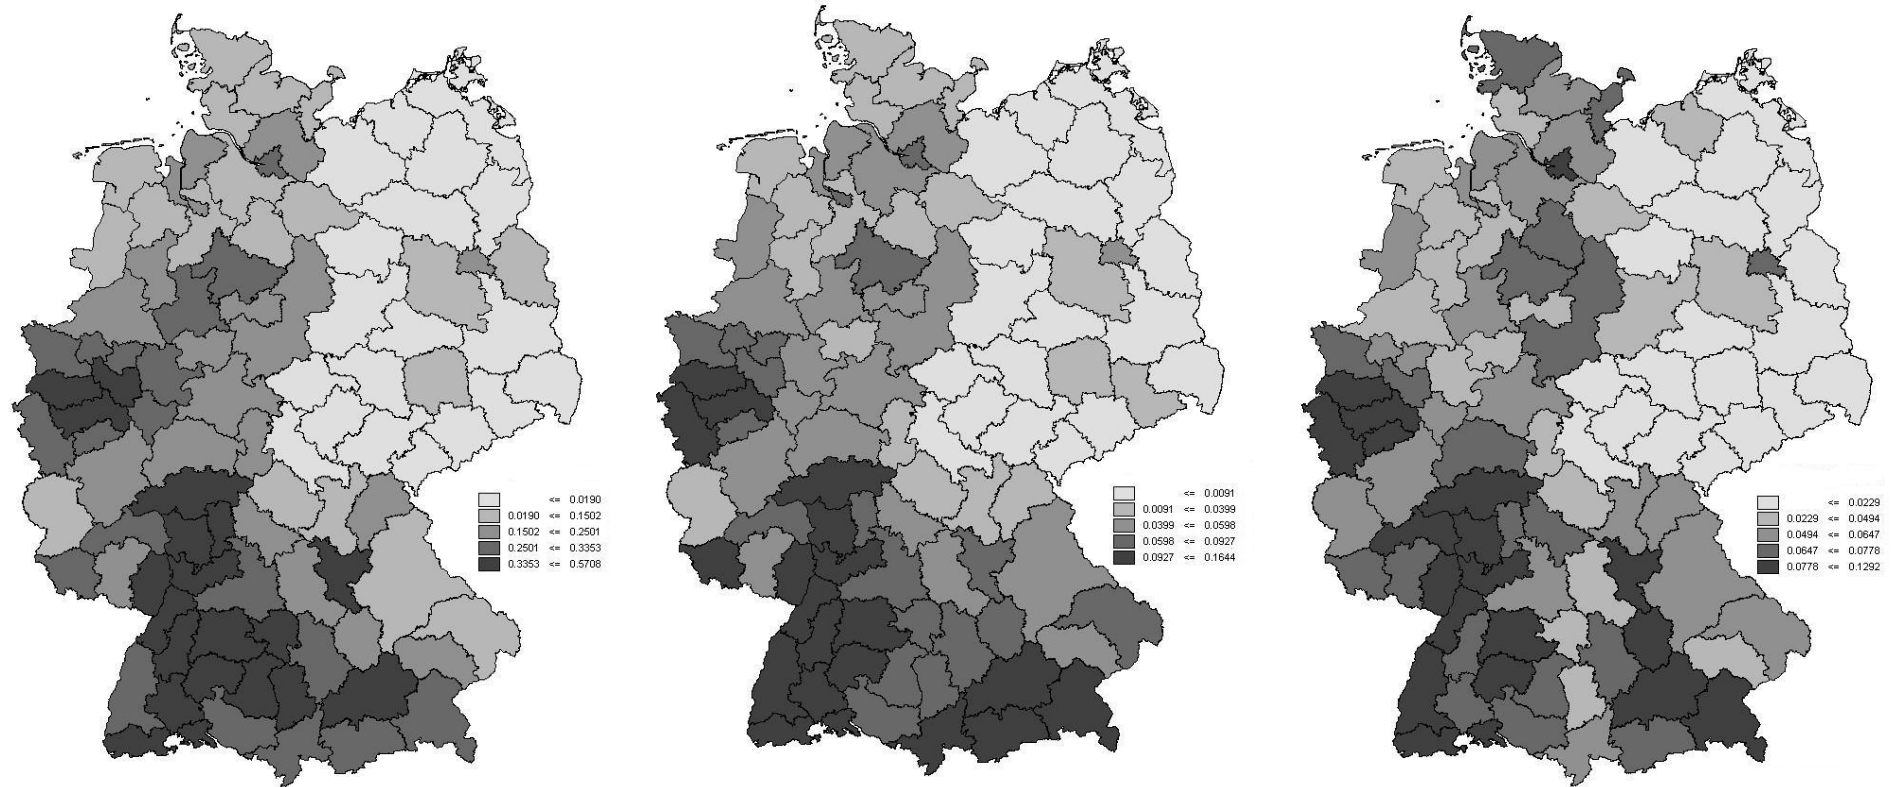 <= 0.0190
0.0190 <= 0.1502
0.1502 <= 0.2501
0.2501 <= 0.3353
0.3353 <= 0.5708
<= 0.0091
0.0091 <= 0.0399
0.0399 <= 0.0598
0.0598 <= 0.0927
0.0927 <= 0.1644
<= 0.0229
0.0229 <= 0.0494
0.0494 <= 0.0647
0.0647 <= 0.0778
0.0778 <= 0.1292